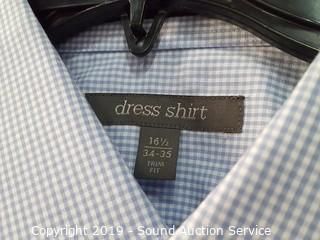 dress shirt
16½
34-35
TRIM
FIT
Copyright 2019 - Sound Auction Service